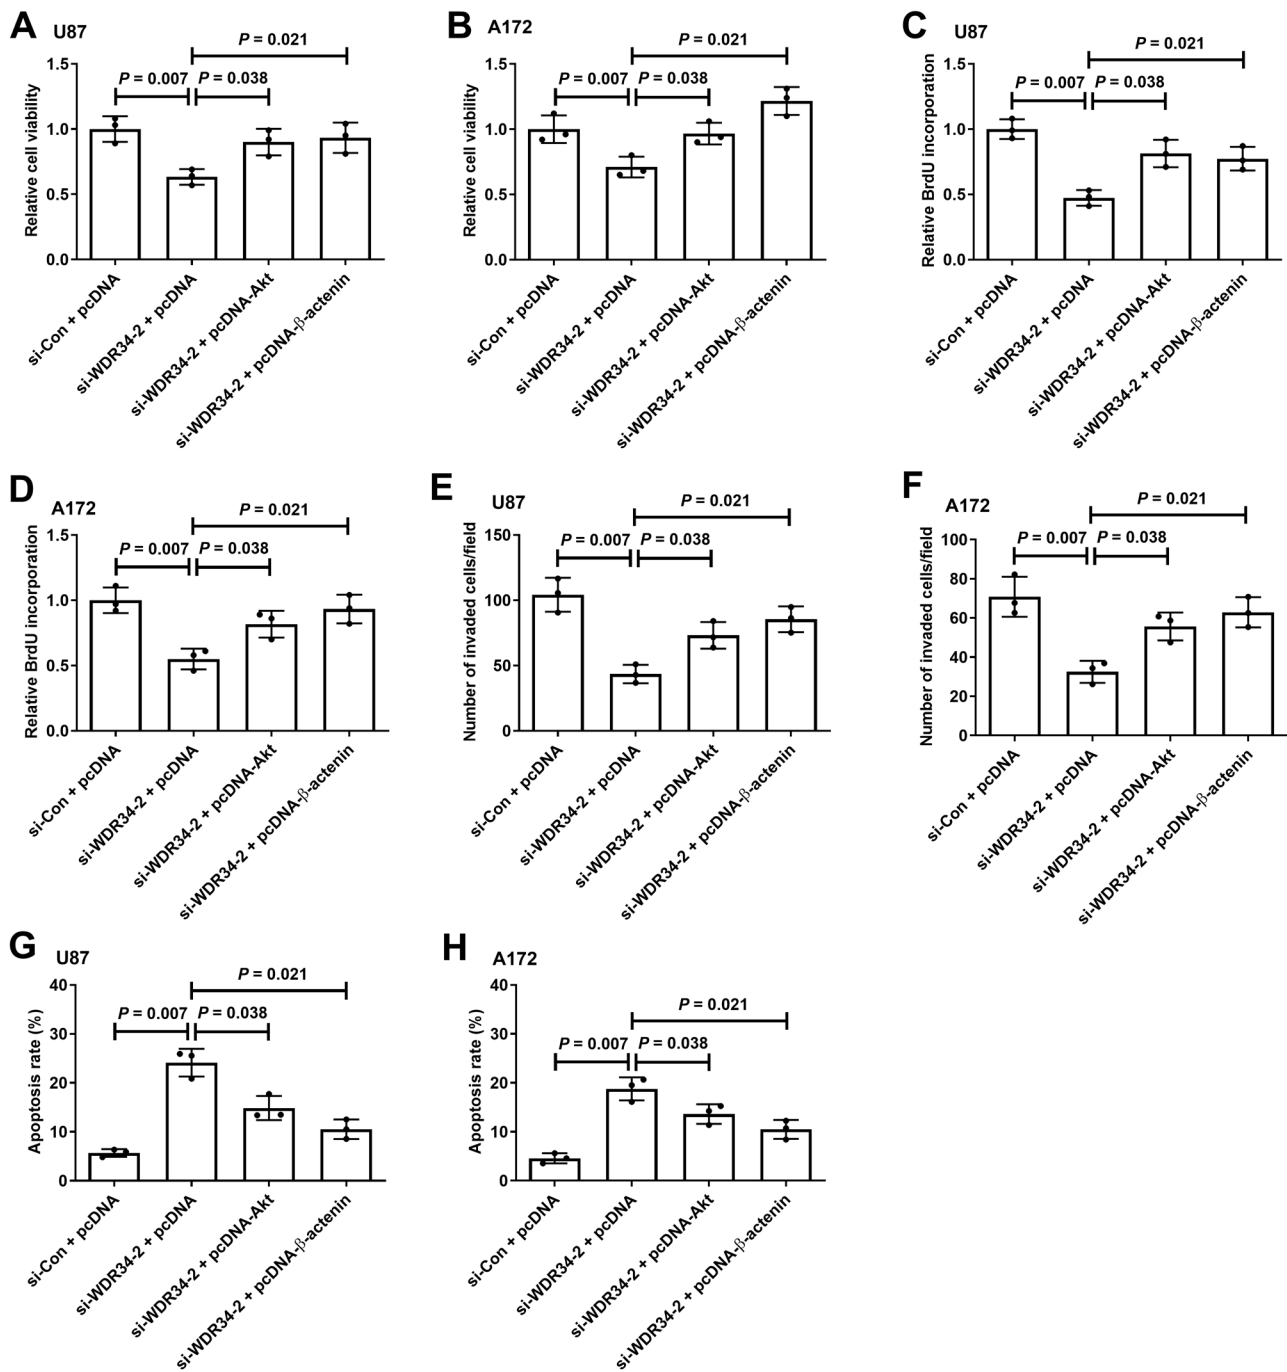 A
U87
P = 0.021
P = 0.007
P = 0.038
Relative cell viability
1.5
1.0
0.5
0.0
si-Con + pcDNA
si-WDR34-2 + pcDNA
si-WDR34-2 + pcDNA-Akt
si-WDR34-2 + pcDNA-β-actenin
B
A172
P = 0.021
P = 0.007
P = 0.038
Relative cell viability
1.5
1.0
0.5
0.0
si-Con + pcDNA
si-WDR34-2 + pcDNA
si-WDR34-2 + pcDNA-Akt
si-WDR34-2 + pcDNA-β-actenin
C
U87
P = 0.021
P = 0.007
P = 0.038
Relative BrdU incorporation
1.5
1.0
0.5
0.0
si-Con + pcDNA
si-WDR34-2 + pcDNA
si-WDR34-2 + pcDNA-Akt
si-WDR34-2 + pcDNA-β-actenin
D
A172
P = 0.021
P = 0.007
P = 0.038
Relative BrdU incorporation
1.5
1.0
0.5
0.0
si-Con + pcDNA
si-WDR34-2 + pcDNA
si-WDR34-2 + pcDNA-Akt
si-WDR34-2 + pcDNA-β-actenin
E
U87
P = 0.021
P = 0.007
P = 0.038
Number of invaded cells/field
150
100
50
0
si-Con + pcDNA
si-WDR34-2 + pcDNA
si-WDR34-2 + pcDNA-Akt
si-WDR34-2 + pcDNA-β-actenin
F
A172
P = 0.021
P = 0.007
P = 0.038
Number of invaded cells/field
100
80
60
40
20
0
si-Con + pcDNA
si-WDR34-2 + pcDNA
si-WDR34-2 + pcDNA-Akt
si-WDR34-2 + pcDNA-β-actenin
G
U87
P = 0.021
P = 0.007
P = 0.038
Apoptosis rate (%)
40
30
20
10
0
si-Con + pcDNA
si-WDR34-2 + pcDNA
si-WDR34-2 + pcDNA-Akt
si-WDR34-2 + pcDNA-β-actenin
H
A172
P = 0.021
P = 0.007
P = 0.038
Apoptosis rate (%)
40
30
20
10
0
si-Con + pcDNA
si-WDR34-2 + pcDNA
si-WDR34-2 + pcDNA-Akt
si-WDR34-2 + pcDNA-β-actenin